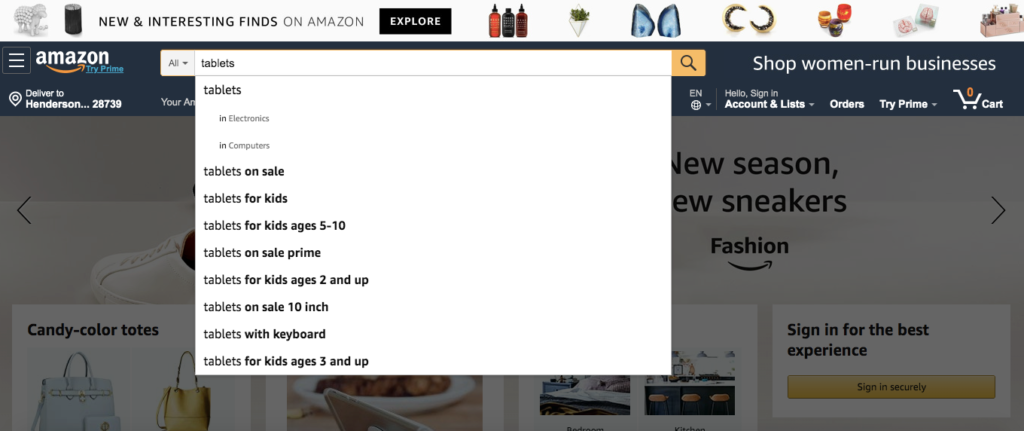 NEW & INTERESTING FINDS ON AMAZON
EXPLORE
amazon
Try Prime
All
tablets
Shop women-run businesses
Deliver to
Henderson... 28739
Your Am
EN
Hello, Sign in
Account & Lists
Orders
Try Prime
0
Cart
tablets
in Electronics
in Computers
tablets on sale
tablets for kids
tablets for kids ages 5-10
tablets on sale prime
tablets for kids ages 2 and up
tablets on sale 10 inch
tablets with keyboard
tablets for kids ages 3 and up
New season,
ew sneakers
Fashion
Candy-color totes
Sign in for the best
experience
Sign in securely
Bedroom
Kitchen